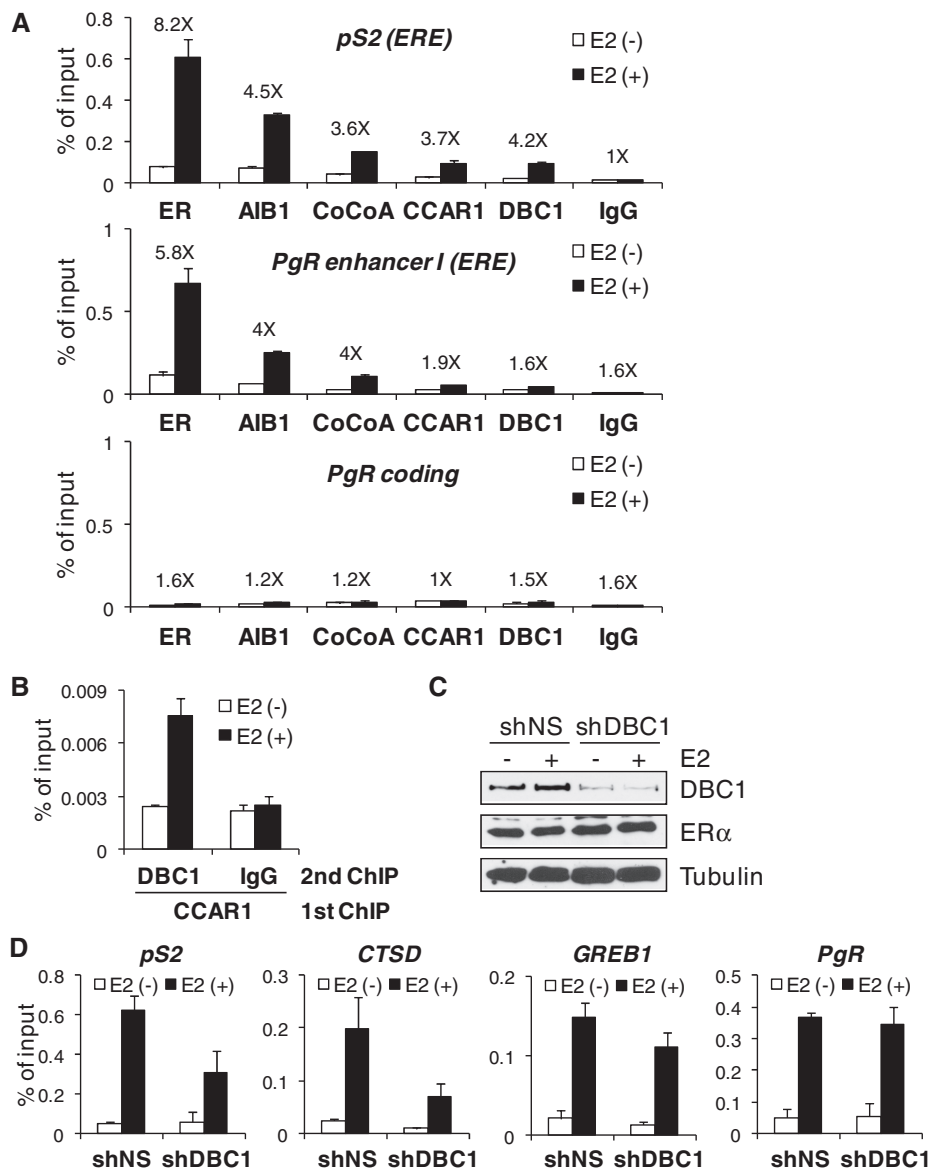 A
pS2 (ERE)
E2 (-)
E2 (+)
% of input
0.8
0.6
0.4
0.2
0
8.2X
4.5X
3.6X
3.7X
4.2X
1X
ER AIB1 CoCoA CCAR1 DBC1 IgG
PgR enhancer I (ERE)
E2 (-)
E2 (+)
% of input
1
0.5
0
5.8X
4X
4X
1.9X
1.6X
1.6X
ER AIB1 CoCoA CCAR1 DBC1 IgG
PgR coding
E2 (-)
E2 (+)
% of input
1
0.5
0
1.6X 1.2X 1.2X 1X 1.5X 1.6X
ER AIB1 CoCoA CCAR1 DBC1 IgG
B
E2 (-)
E2 (+)
% of input
0.009
0.006
0.003
0
DBC1 IgG 2nd ChIP
CCAR1 1st ChIP
C
shNS shDBC1
- + - + E2
DBC1
ERα
Tubulin
D
pS2
E2 (-) E2 (+)
% of input
0.8
0.6
0.4
0.2
0
shNS shDBC1
CTSD
E2 (-) E2 (+)
0.3
0.2
0.1
0
shNS shDBC1
GREB1
E2 (-) E2 (+)
0.2
0.1
0
shNS shDBC1
PgR
E2 (-) E2 (+)
0.5
0.4
0.3
0.2
0.1
0
shNS shDBC1